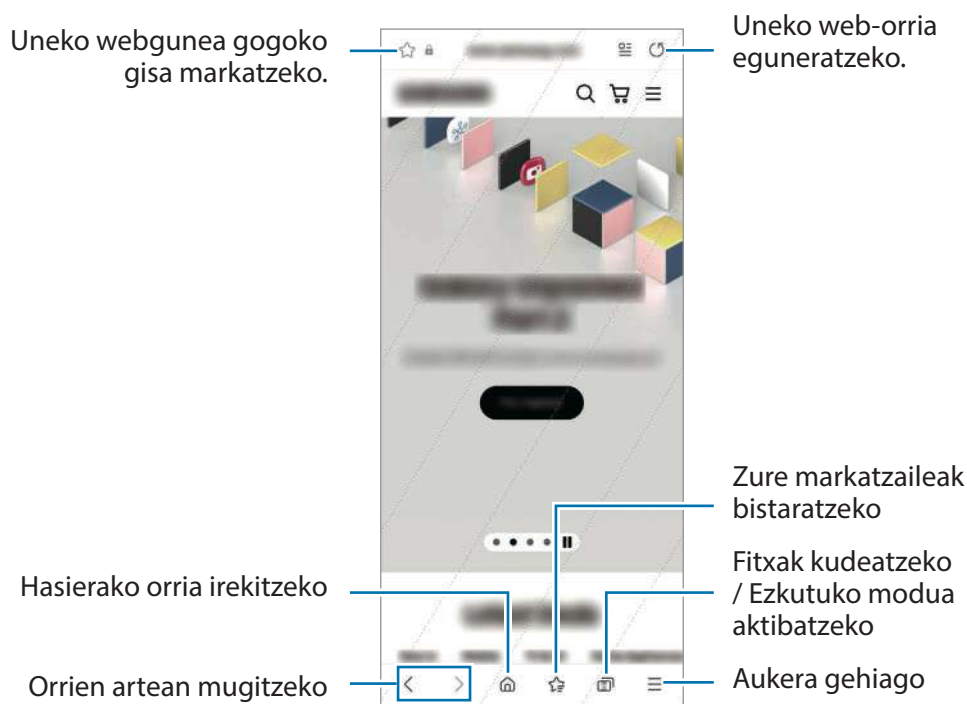 Uneko webgunea gogoko
gisa markatzeko.
Uneko web-orria
eguneratzeko.
Zure markatzaileak
bistaratzeko
Hasierako orria irekitzeko
Fitxak kudeatzeko
/ Ezkutuko modua
aktibatzeko
Orrien artean mugitzeko
Aukera gehiago